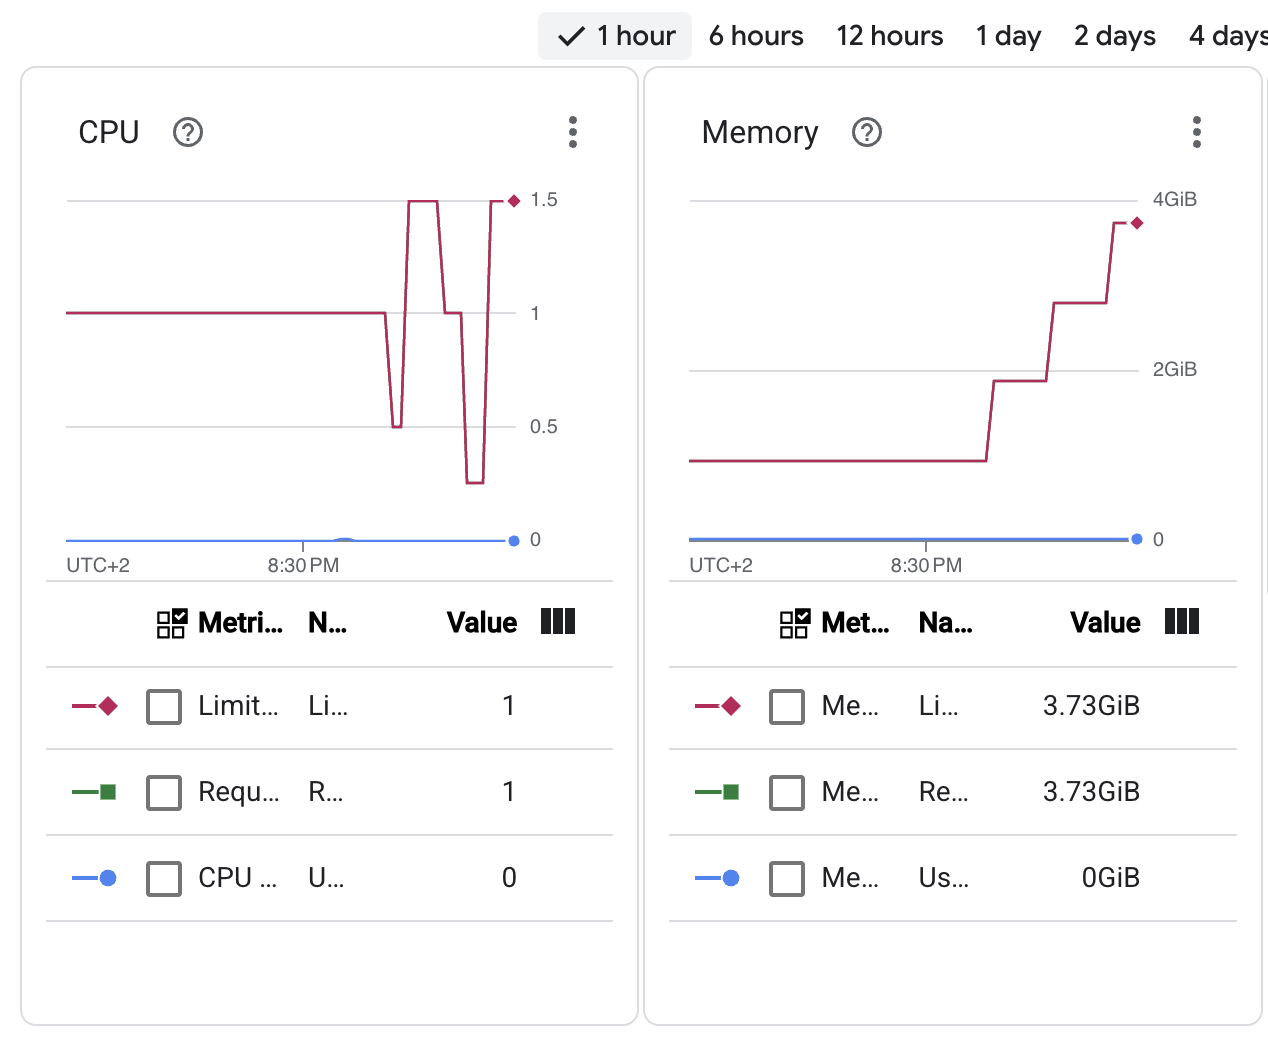 1 hour 6 hours 12 hours 1 day 2 days 4 days
CPU
1.5
1
0.5
0
UTC+2 8:30 PM
Metri... N... Value
Limit... Li... 1
Requ... R... 1
CPU ... U... 0
Memory
4GiB
2GiB
0
UTC+2 8:30 PM
Met... Na... Value
Me... Li... 3.73GiB
Me... Re... 3.73GiB
Me... Us... 0GiB